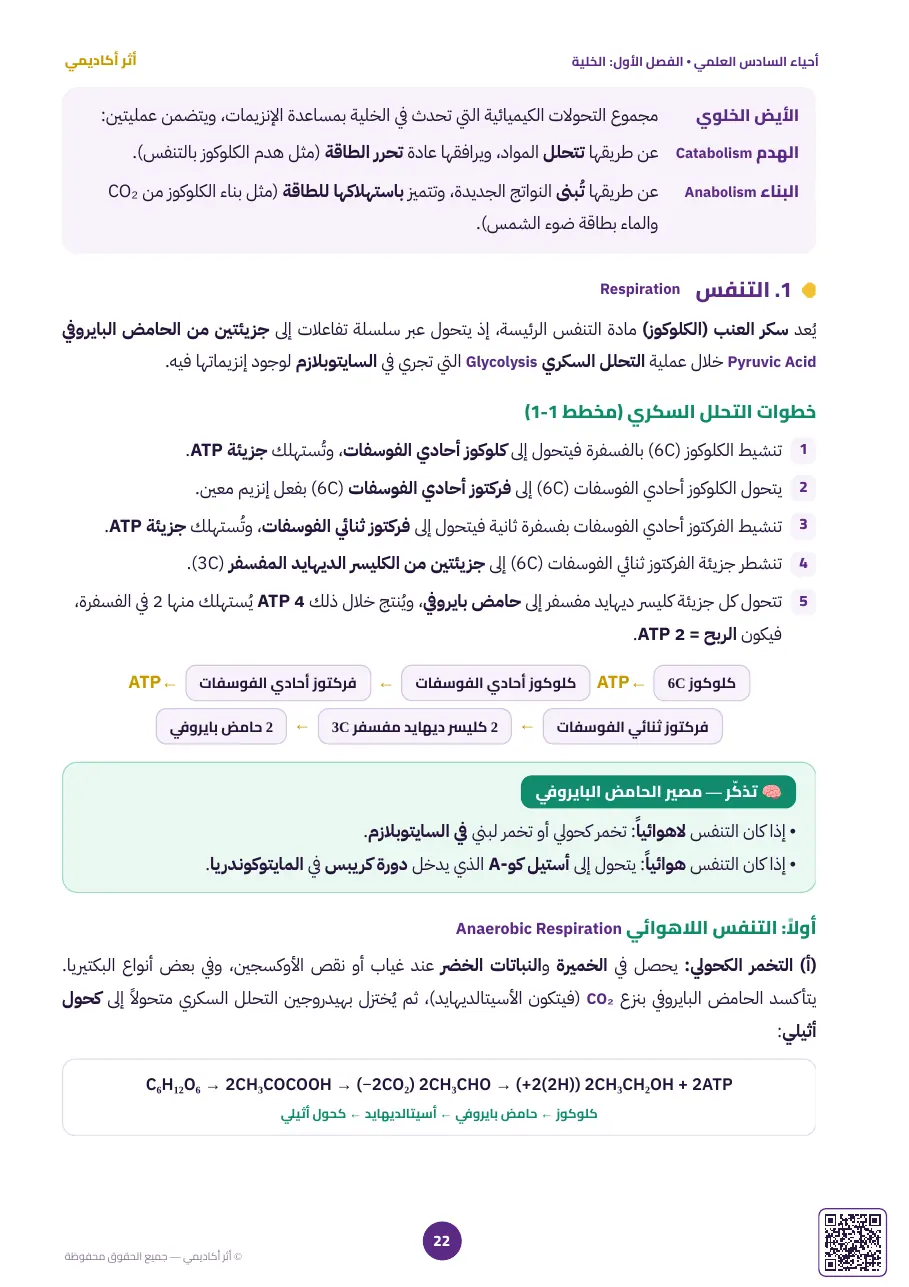 أحياء السادس العلمي • الفصل الأول: الخلية
أثر أكاديمي
الأيض الخلوي مجموع التحولات الكيميائية التي تحدث في الخلية بمساعدة الإنزيمات، ويتضمن عمليتين:
الهدم Catabolism عن طريقها تتحلل المواد، ويرافقها عادة تحرر الطاقة (مثل هدم الكلوكوز بالتنفس).
البناء Anabolism عن طريقها تُبنى النواتج الجديدة، وتتميز باستهلاكها للطاقة (مثل بناء الكلوكوز من CO₂
والماء بطاقة ضوء الشمس).
1. التنفس Respiration
يُعد سكر العنب (الكلوكوز) مادة التنفس الرئيسة، إذ يتحول عبر سلسلة تفاعلات إلى جزيئتين من الحامض البايروفي
Pyruvic Acid خلال عملية التحلل السكري Glycolysis التي تجري في السايتوبلازم لوجود إنزيماتها فيه.
خطوات التحلل السكري (مخطط 1-1)
1 تنشيط الكلوكوز (6C) بالفسفرة فيتحول إلى كلوكوز أحادي الفوسفات، وتُستهلك جزيئة ATP.
2 يتحول الكلوكوز أحادي الفوسفات (6C) إلى فركتوز أحادي الفوسفات (6C) بفعل إنزيم معين.
3 تنشيط الفركتوز أحادي الفوسفات بفسفرة ثانية فيتحول إلى فركتوز ثنائي الفوسفات، وتُستهلك جزيئة ATP.
4 تنشطر جزيئة الفركتوز ثنائي الفوسفات (6C) إلى جزيئتين من الكليسر الديهايد المفسفر (3C).
5 تتحول كل جزيئة كليسر ديهايد مفسفر إلى حامض بايروفي، ويُنتج خلال ذلك 4 ATP يُستهلك منها 2 في الفسفرة،
فيكون الربح = 2 ATP.
كلوكوز 6C ←ATP كلوكوز أحادي الفوسفات ← فركتوز أحادي الفوسفات ←ATP
فركتوز ثنائي الفوسفات ← 2 كليسر ديهايد مفسفر 3C ← 2 حامض بايروفي
🧠 تذكّر — مصير الحامض البايروفي
• إذا كان التنفس لاهوائياً: تخمر كحولي أو تخمر لبني في السايتوبلازم.
• إذا كان التنفس هوائياً: يتحول إلى أستيل كو-A الذي يدخل دورة كريبس في المايتوكوندريا.
أولاً: التنفس اللاهوائي Anaerobic Respiration
(أ) التخمر الكحولي: يحصل في الخميرة والنباتات الخضر عند غياب أو نقص الأوكسجين، وفي بعض أنواع البكتيريا.
يتأكسد الحامض البايروفي بنزع CO₂ (فيتكون الأسيتالديهايد)، ثم يُختزل بهيدروجين التحلل السكري متحولاً إلى كحول
أثيلي:
C₆H₁₂O₆ → 2CH₃COCOOH → (−2CO₂) 2CH₃CHO → (+2(2H)) 2CH₃CH₂OH + 2ATP
كلوكوز ← حامض بايروفي ← أسيتالديهايد ← كحول أثيلي
22
© أثر أكاديمي — جميع الحقوق محفوظة